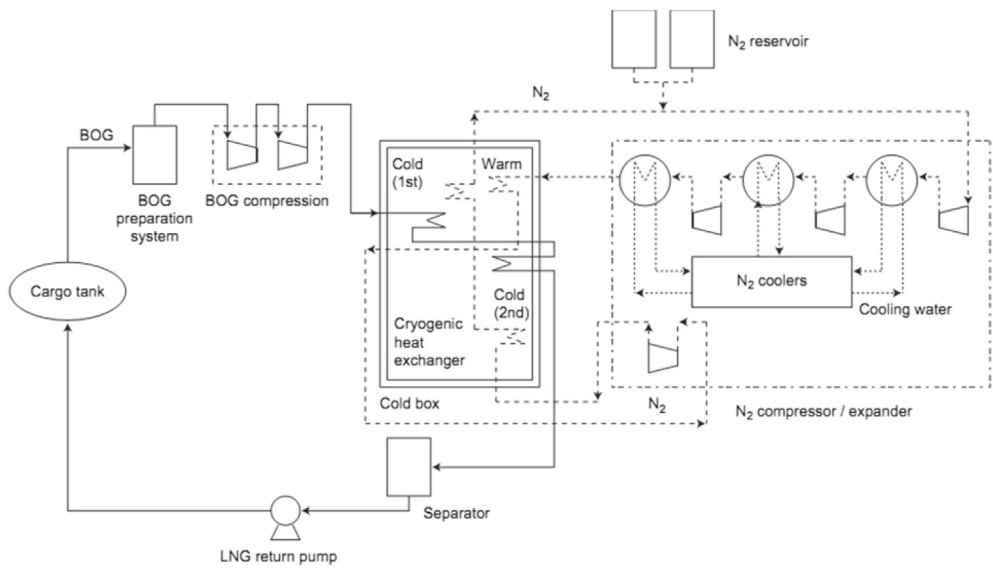 N₂ reservoir
N₂
BOG
BOG
preparation
system
BOG compression
Cold
(1st)
Warm
Cargo tank
N₂ coolers
Cooling water
Cold
(2nd)
Cryogenic
heat
exchanger
Cold box
N₂
N₂ compressor / expander
Separator
LNG return pump